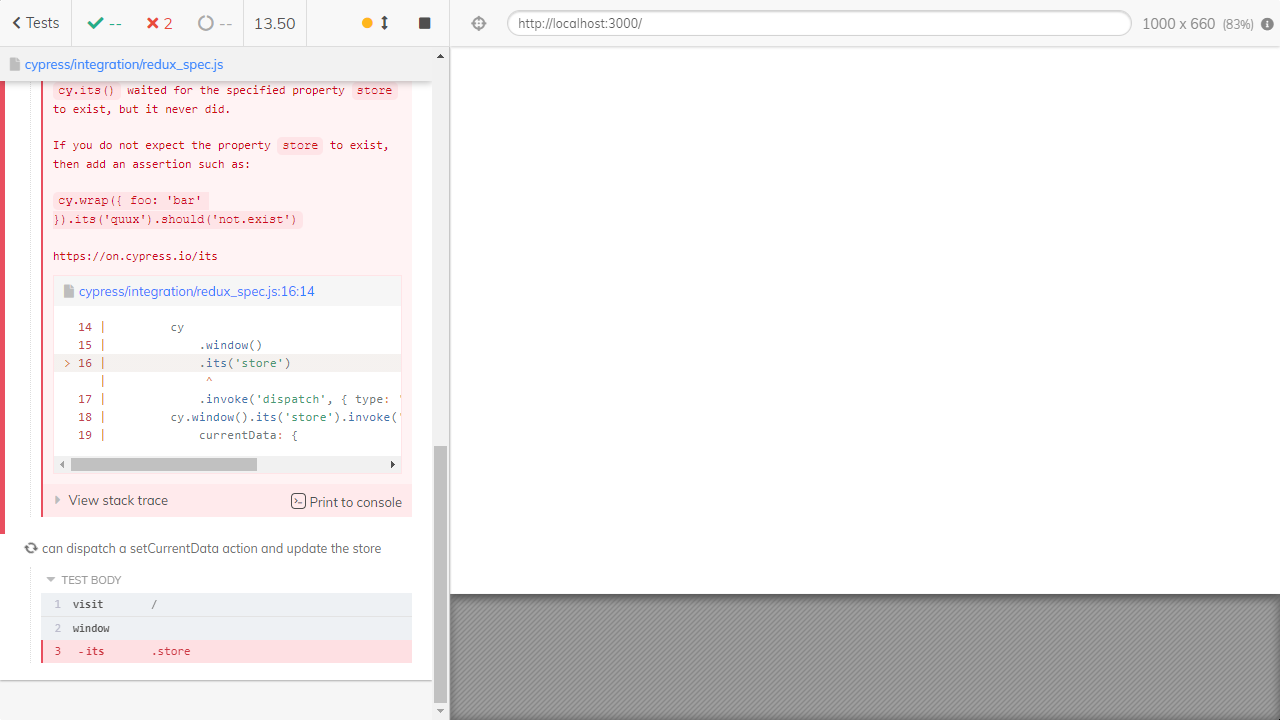 Tests -- 2 -- 13.50 http://localhost:3000/ 1000 x 660 (83%)
cypress/integration/redux_spec.js
cy.its() waited for the specified property store
to exist, but it never did.
If you do not expect the property store to exist,
then add an assertion such as:
cy.wrap({ foo: 'bar'
}).its('quux').should('not.exist')
https://on.cypress.io/its
cypress/integration/redux_spec.js:16:14
14 | cy
15 | .window()
> 16 | .its('store')
| ^
17 | .invoke('dispatch', { type: '
18 | cy.window().its('store').invoke('
19 | currentData: {
View stack trace Print to console
can dispatch a setCurrentData action and update the store
TEST BODY
1 visit /
2 window
3 -its .store